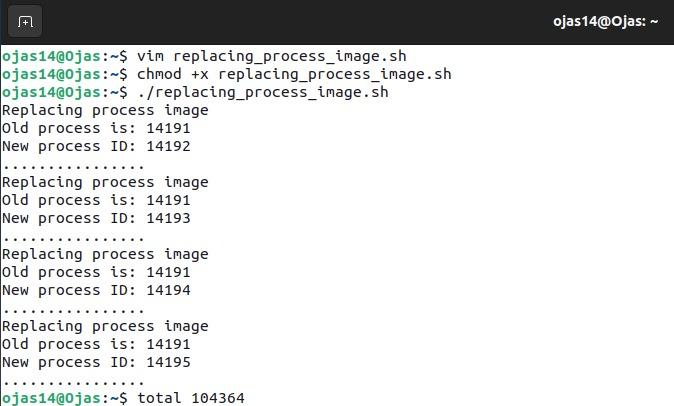 ojas14@Ojas: ~
ojas14@Ojas:~$ vim replacing_process_image.sh
ojas14@Ojas:~$ chmod +x replacing_process_image.sh
ojas14@Ojas:~$ ./replacing_process_image.sh
Replacing process image
Old process is: 14191
New process ID: 14192
................
Replacing process image
Old process is: 14191
New process ID: 14193
................
Replacing process image
Old process is: 14191
New process ID: 14194
................
Replacing process image
Old process is: 14191
New process ID: 14195
................
ojas14@Ojas:~$ total 104364